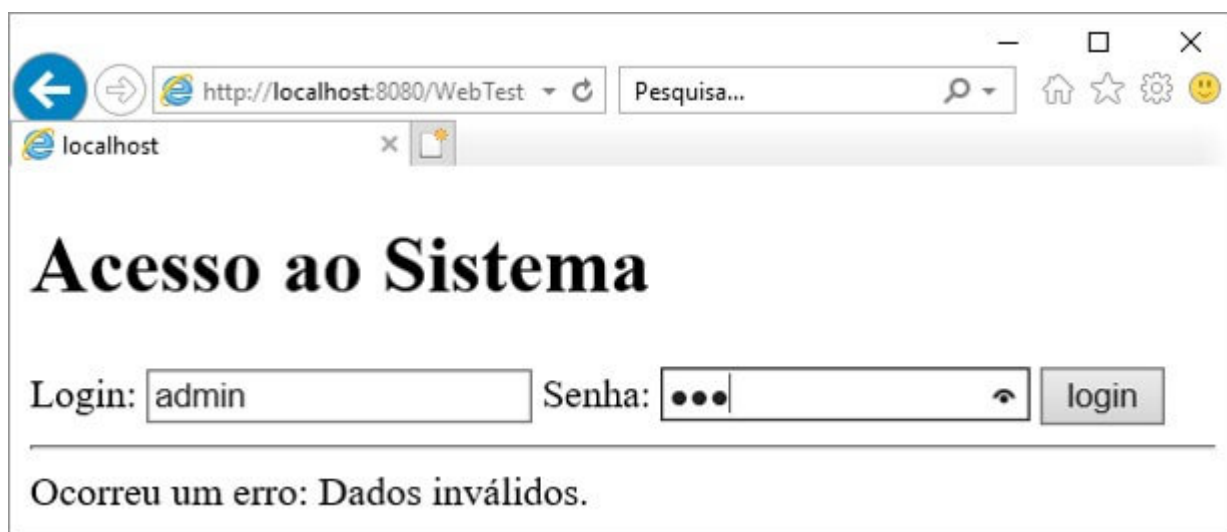 http://localhost:8080/WebTest Pesquisa...
localhost
Acesso ao Sistema
Login: admin Senha: ●●● login
Ocorreu um erro: Dados inválidos.